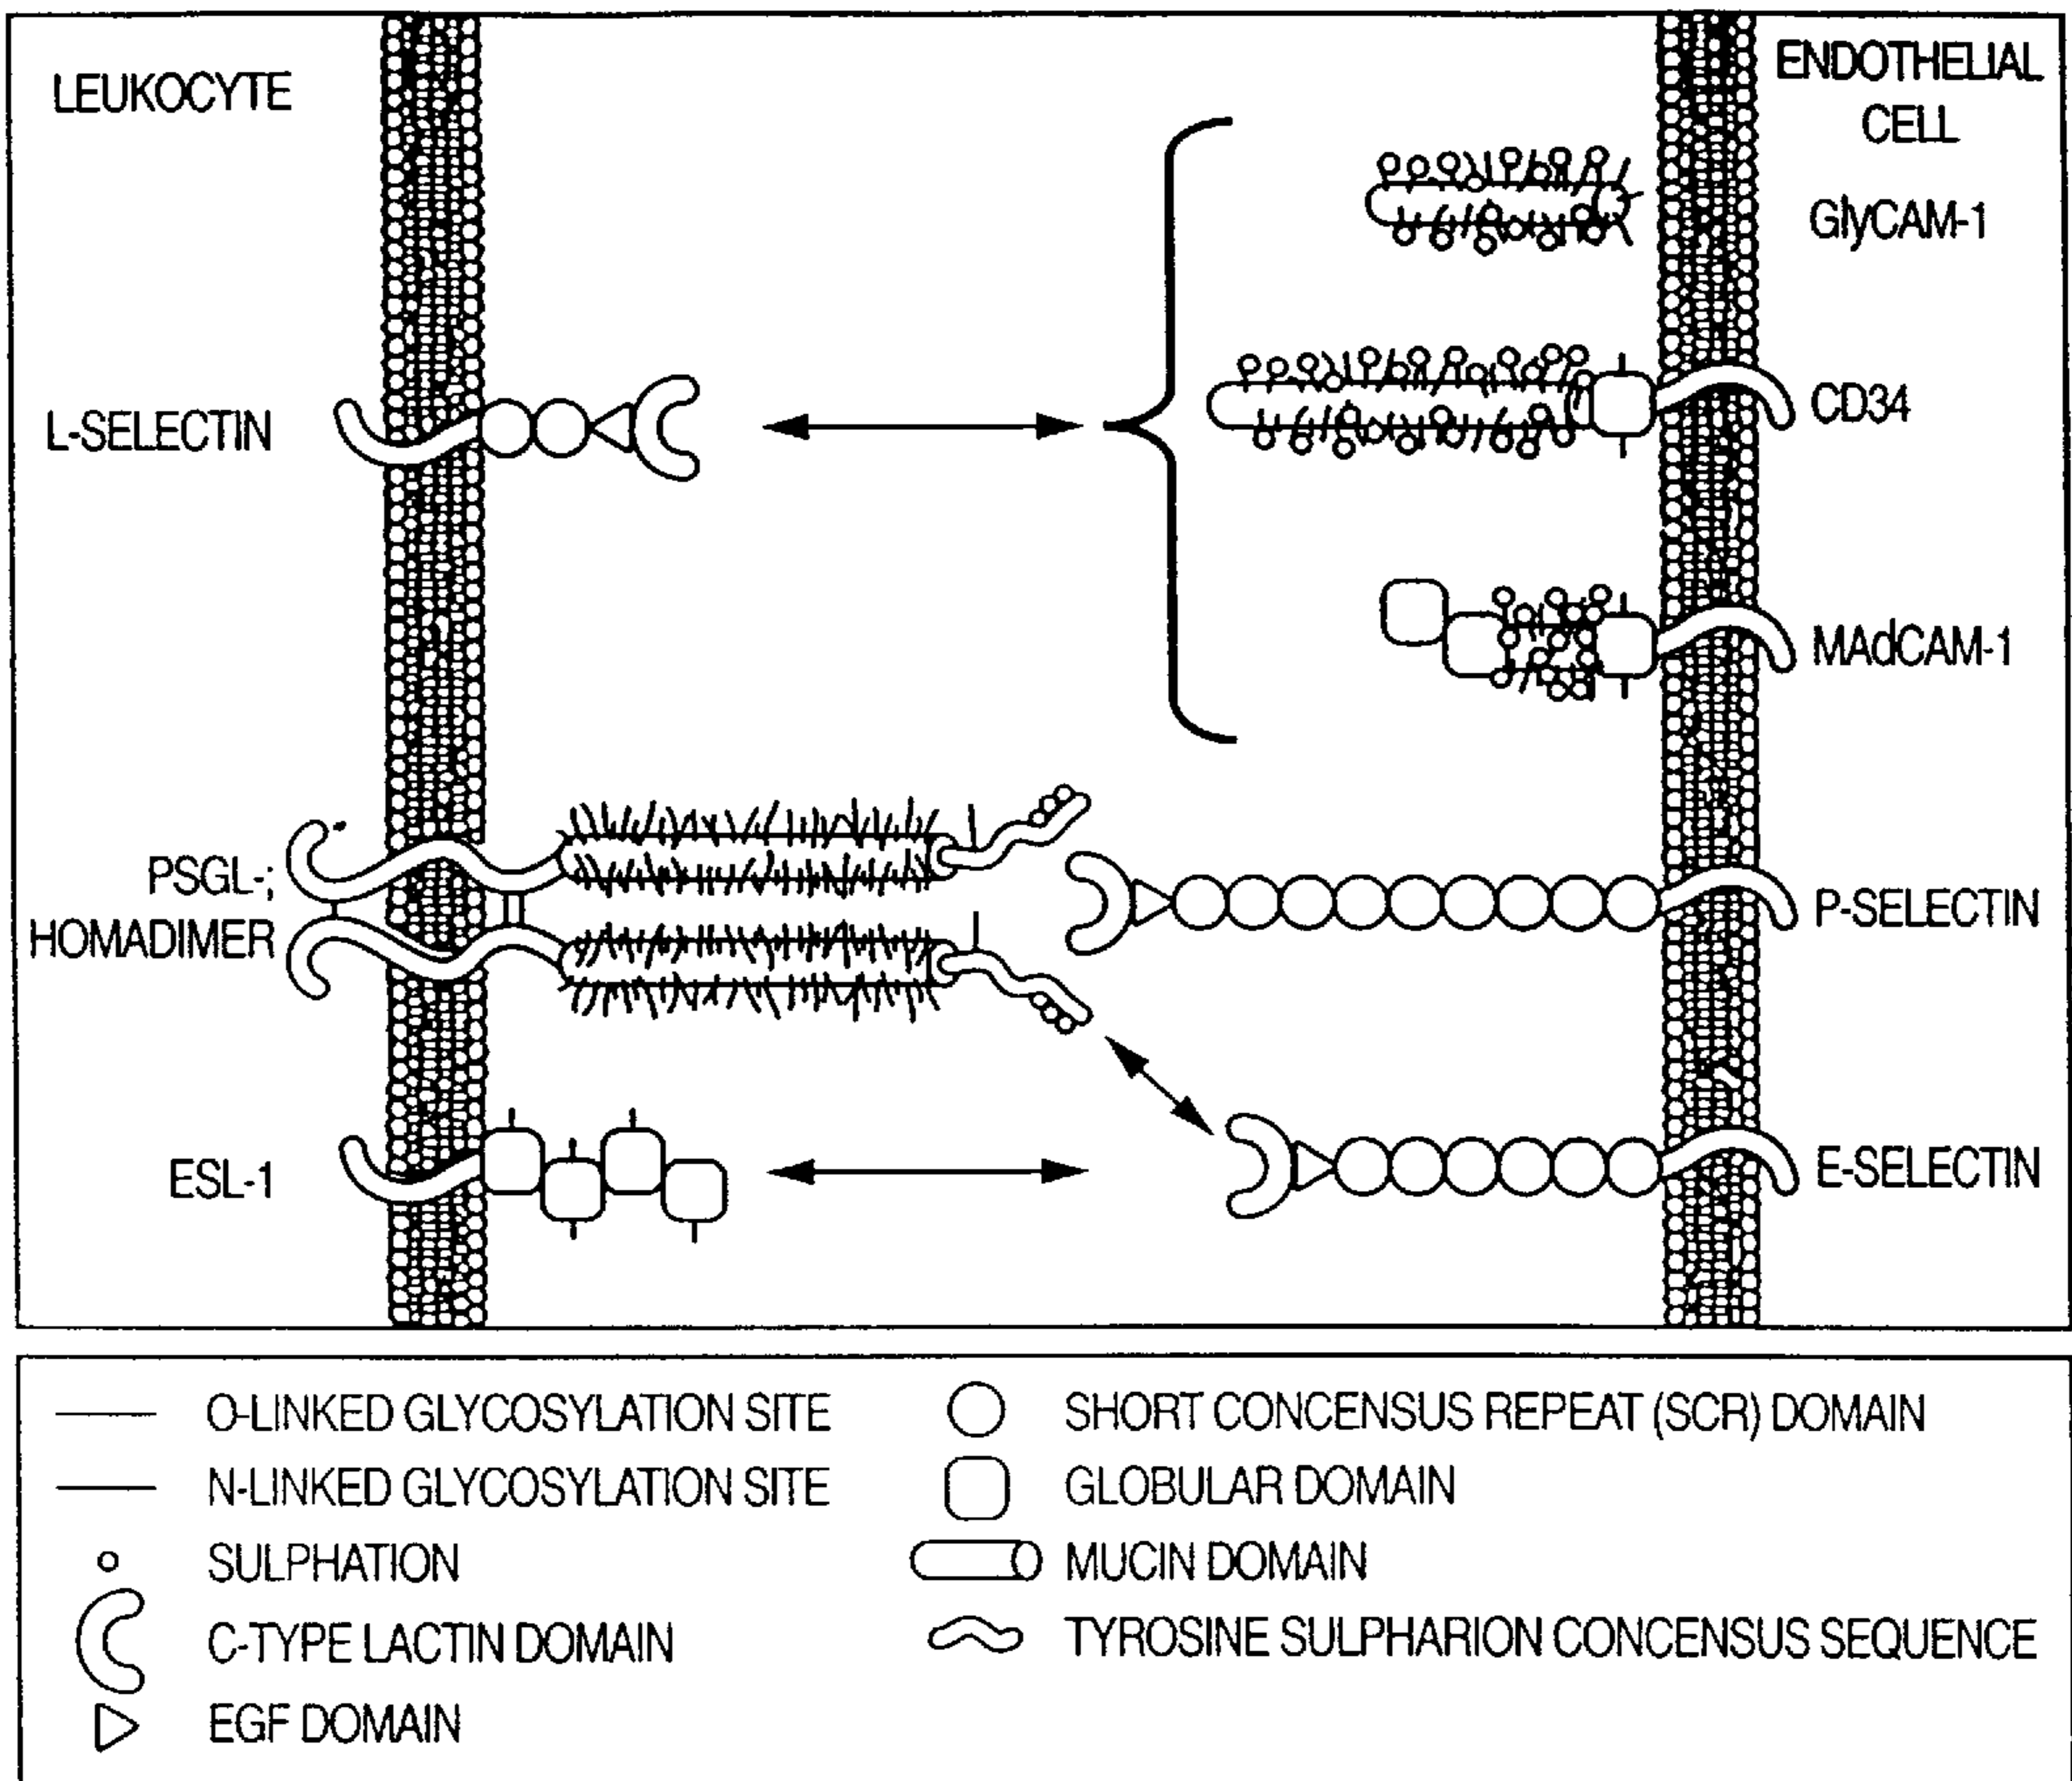 LEUKOCYTE
ENDOTHELIAL
CELL
GlyCAM-1
L-SELECTIN
CD34
MAdCAM-1
PSGL-;
HOMADIMER
P-SELECTIN
ESL-1
E-SELECTIN
O-LINKED GLYCOSYLATION SITE
N-LINKED GLYCOSYLATION SITE
SULPHATION
C-TYPE LACTIN DOMAIN
EGF DOMAIN
SHORT CONCENSUS REPEAT (SCR) DOMAIN
GLOBULAR DOMAIN
MUCIN DOMAIN
TYROSINE SULPHARION CONCENSUS SEQUENCE